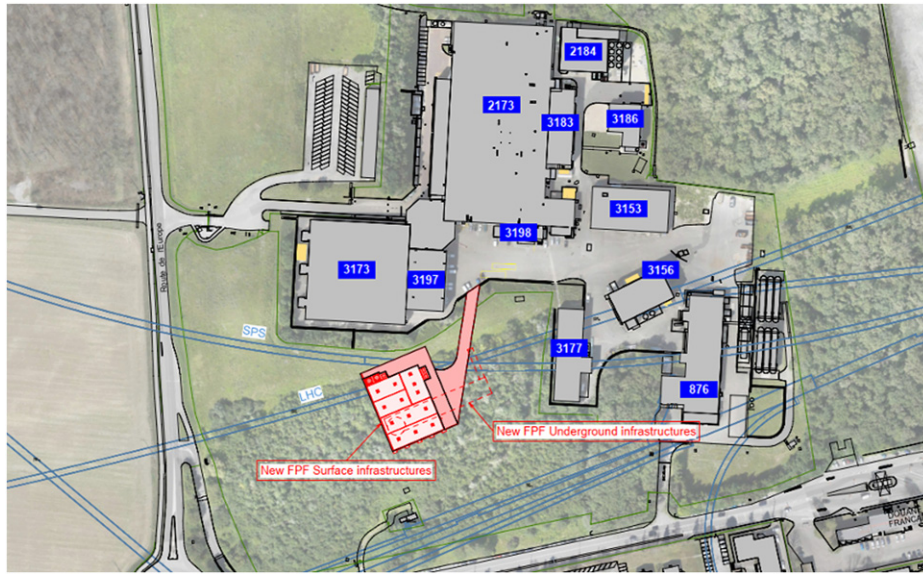 2184
2173
3183
3186
3153
3198
Route de l'Europe
3173
3197
3156
SPS
3177
LHC
876
New FPF Underground infrastructures
New FPF Surface infrastructures